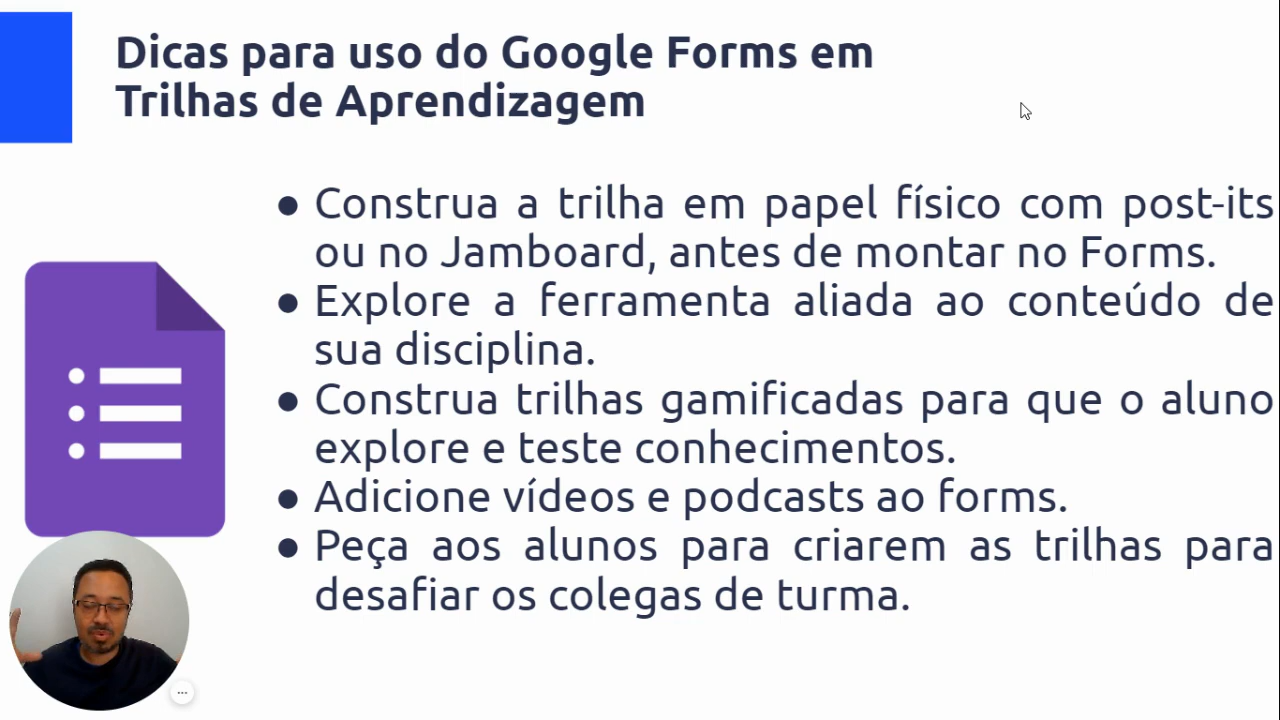 Dicas para uso do Google Forms em
Trilhas de Aprendizagem
● Construa a trilha em papel físico com post-its
ou no Jamboard, antes de montar no Forms.
● Explore a ferramenta aliada ao conteúdo de
sua disciplina.
● Construa trilhas gamificadas para que o aluno
explore e teste conhecimentos.
● Adicione vídeos e podcasts ao forms.
● Peça aos alunos para criarem as trilhas para
desafiar os colegas de turma.